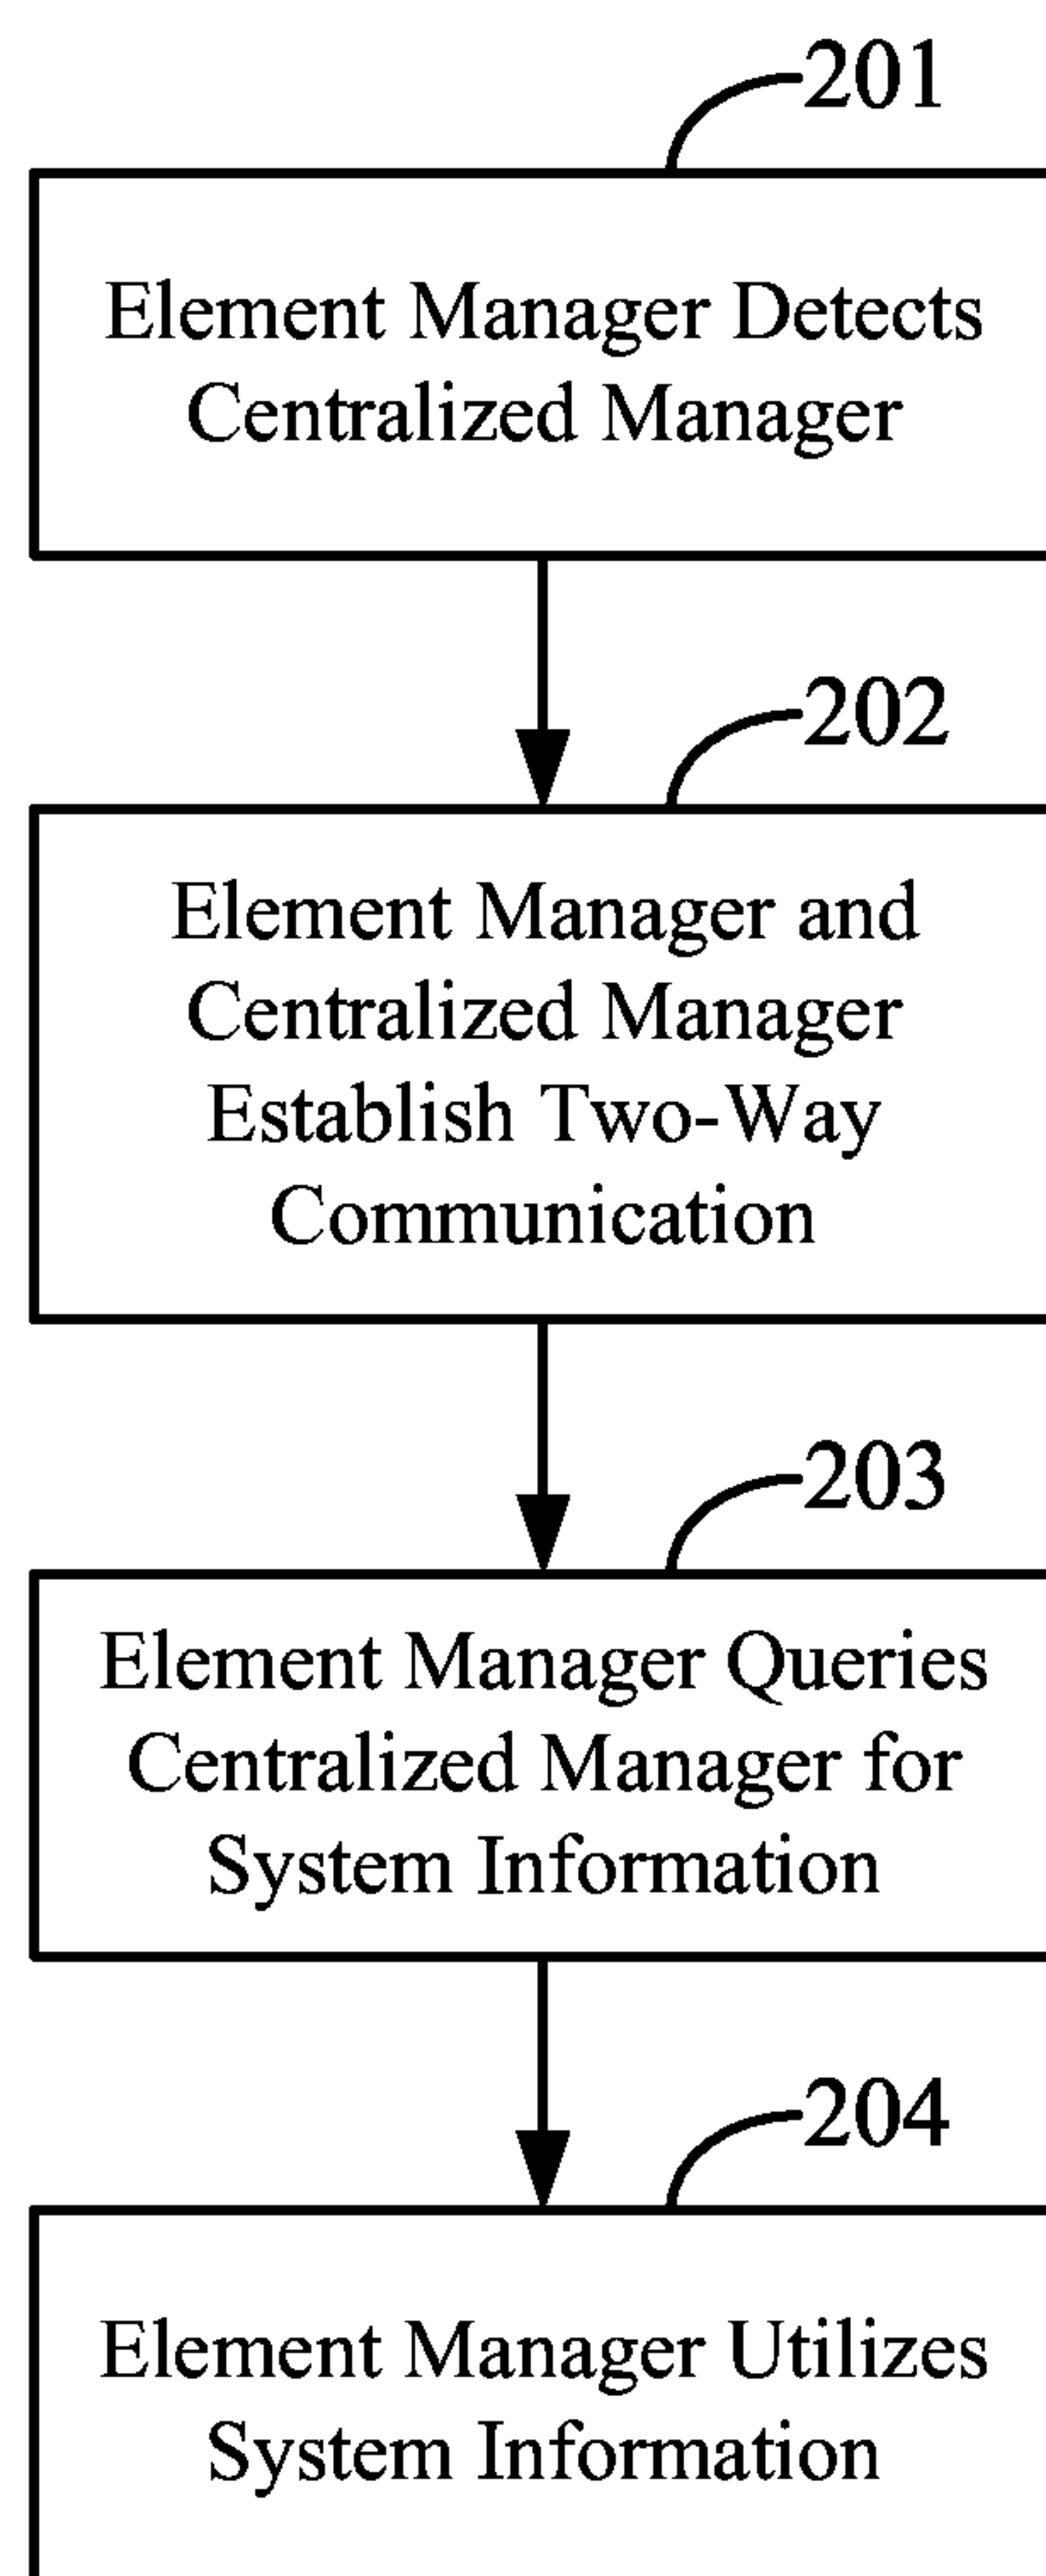 201
Element Manager Detects
Centralized Manager
202
Element Manager and
Centralized Manager
Establish Two-Way
Communication
203
Element Manager Queries
Centralized Manager for
System Information
204
Element Manager Utilizes
System Information